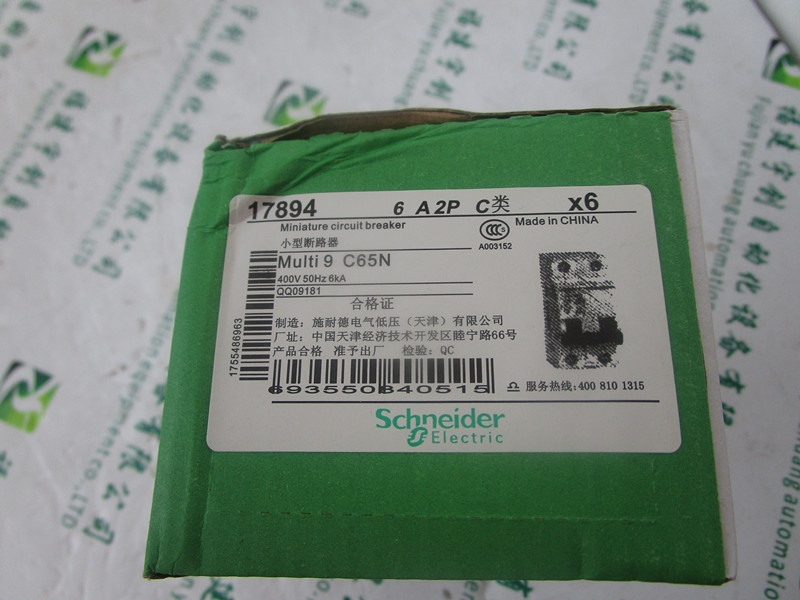 17894 6 A 2P C类 x6
Miniature circuit breaker
Made in CHINA
小型断路器
A003152
Multi 9 C65N
400V 50Hz 6kA
QQ09181
合格证
制造：施耐德电气低压（天津）有限公司
厂址：中国天津经济技术开发区睦宁路66号
产品合格 准予出厂 检验：QC
1755486963
693550840515
服务热线：400 810 1315
Schneider
Electric